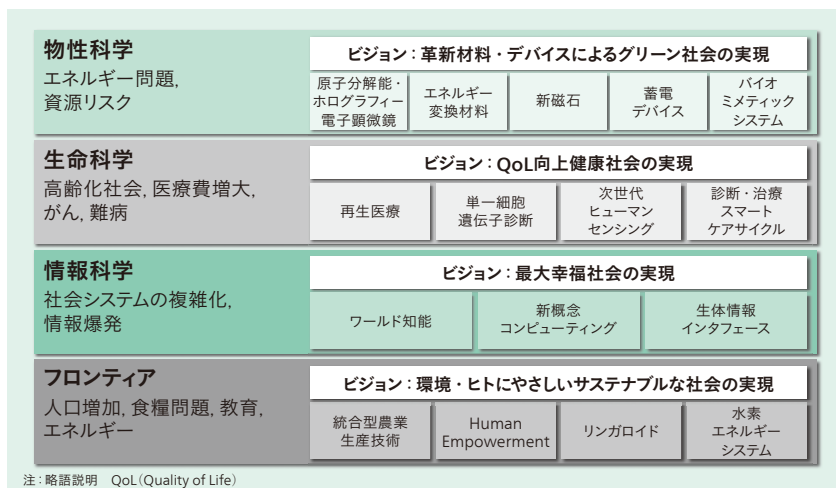 物性科学
エネルギー問題,
資源リスク
ビジョン：革新材料・デバイスによるグリーン社会の実現
原子分解能・
ホログラフィー
電子顕微鏡
エネルギー
変換材料
新磁石
蓄電
デバイス
バイオ
ミメティック
システム
生命科学
高齢化社会, 医療費増大,
がん, 難病
ビジョン：QoL向上健康社会の実現
再生医療
単一細胞
遺伝子診断
次世代
ヒューマン
センシング
診断・治療
スマート
ケアサイクル
情報科学
社会システムの複雑化,
情報爆発
ビジョン：最大幸福社会の実現
ワールド知能
新概念
コンピューティング
生体情報
インタフェース
フロンティア
人口増加, 食糧問題, 教育,
エネルギー
ビジョン：環境・ヒトにやさしいサステナブルな社会の実現
統合型農業
生産技術
Human
Empowerment
リンガロイド
水素
エネルギー
システム
注：略語説明　QoL（Quality of Life）